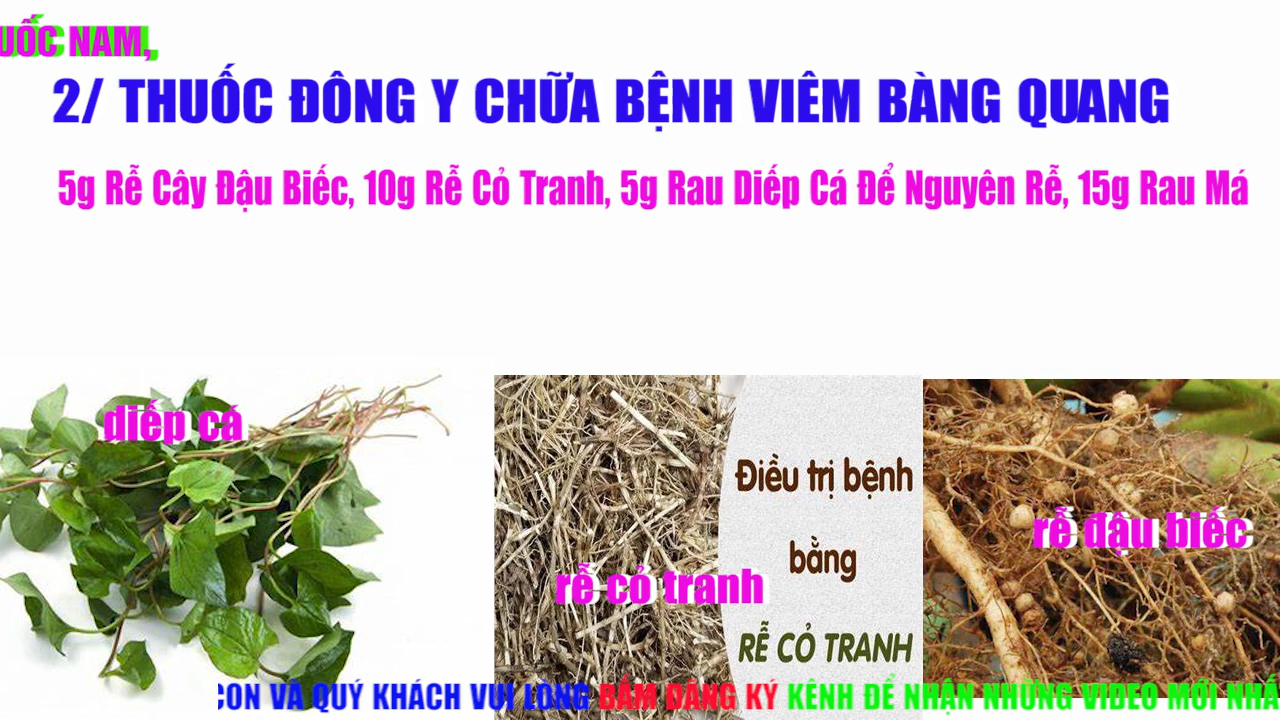 NAM,
2/ THUỐC ĐÔNG Y CHỮA BỆNH VIÊM BÀNG QUANG
5g Rễ Cây Đậu Biếc, 10g Rễ Cỏ Tranh, 5g Rau Diếp Cá Để Nguyên Rễ, 15g Rau Má
diếp cá
Điều trị bệnh
bằng
RỄ CỎ TRANH
rễ cỏ tranh
rễ đậu biếc
CON VÀ QUÝ KHÁCH VUI LÒNG BẤM ĐĂNG KÝ KÊNH ĐỂ NHẬN NHỮNG VIDEO MỚI